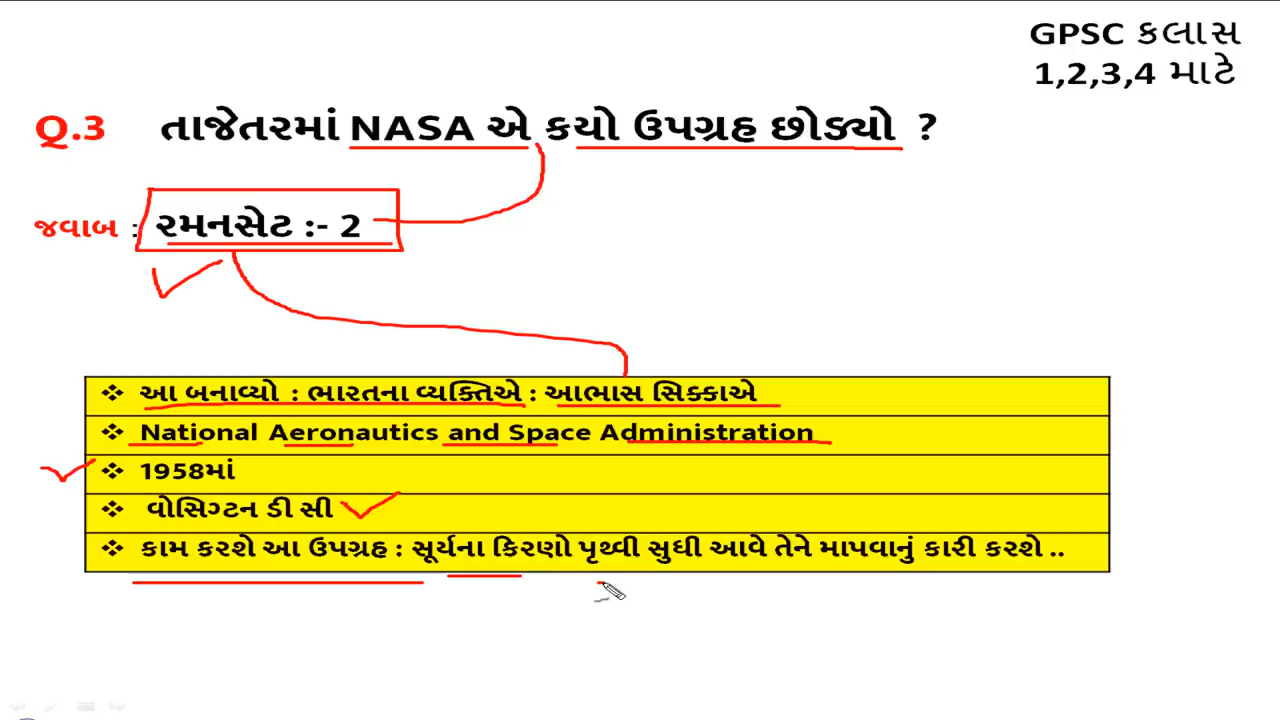 GPSC કલાસ
1,2,3,4 માટે
Q.3 તાજેતરમાં NASA એ કયો ઉપગ્રહ છોડ્યો ?
જવાબ : રમનસેટ :- 2
❖ આ બનાવ્યો : ભારતના વ્યક્તિએ : આભાસ સિક્કાએ
❖ National Aeronautics and Space Administration
❖ 1958માં
❖ વોસિગ્ટન ડી સી
❖ કામ કરશે આ ઉપગ્રહ : સૂર્યના કિરણો પૃથ્વી સુધી આવે તેને માપવાનું કારી કરશે ..